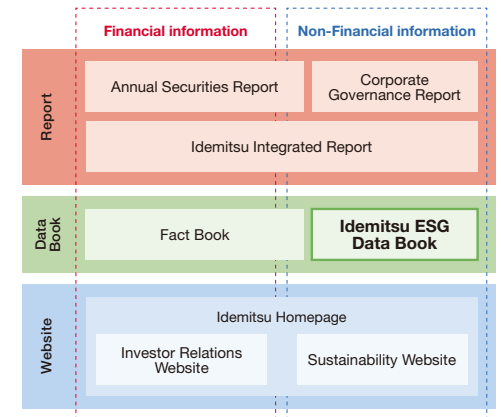 Financial information
Non-Financial information
Report
Annual Securities Report
Corporate
Governance Report
Idemitsu Integrated Report
Data
Book
Fact Book
Idemitsu ESG
Data Book
Website
Idemitsu Homepage
Investor Relations
Website
Sustainability Website